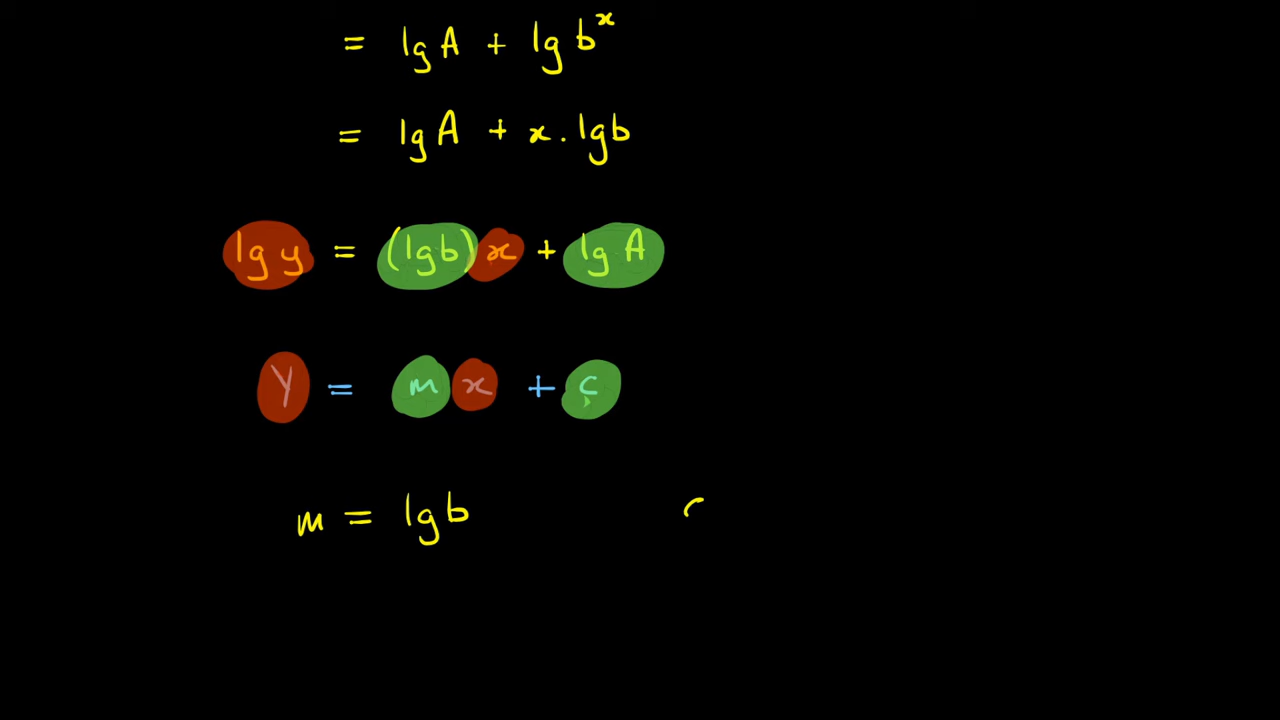 = lg A + lg b^x
= lg A + x . lg b
lg y = (lg b) x + lg A
Y = m x + c
m = lg b c